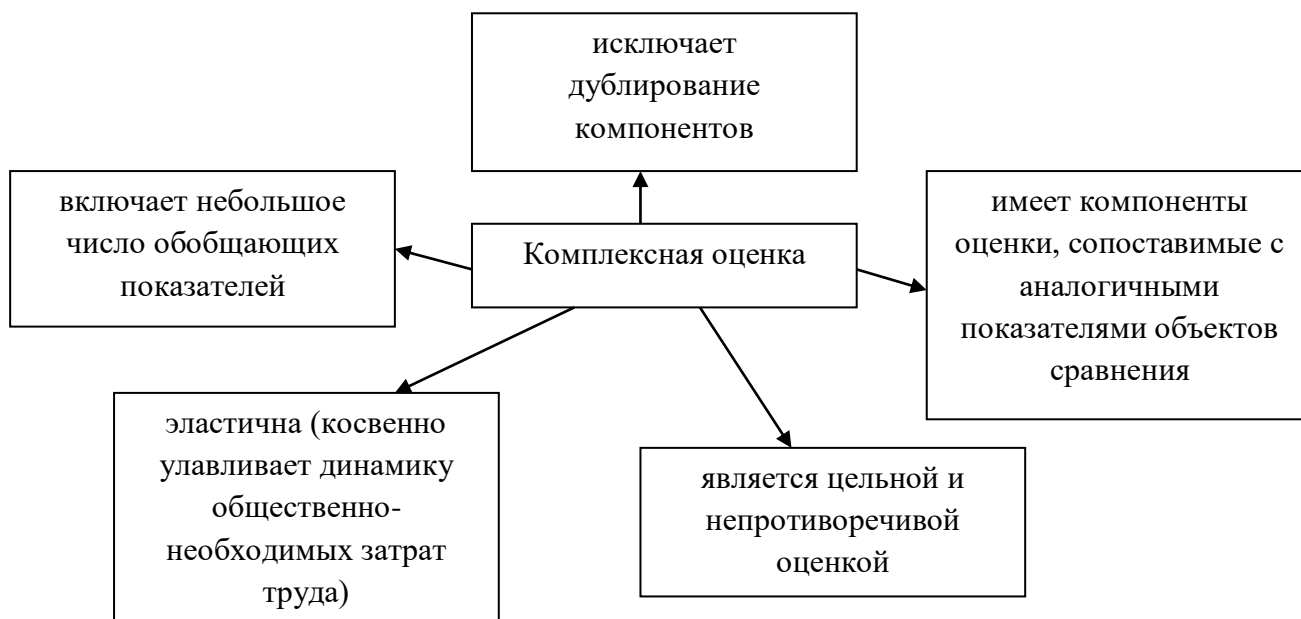 исключает
дублирование
компонентов
включает небольшое
число обобщающих
показателей
Комплексная оценка
имеет компоненты
оценки, сопоставимые с
аналогичными
показателями объектов
сравнения
эластична (косвенно
улавливает динамику
общественно-
необходимых затрат
труда)
является цельной и
непротиворечивой
оценкой